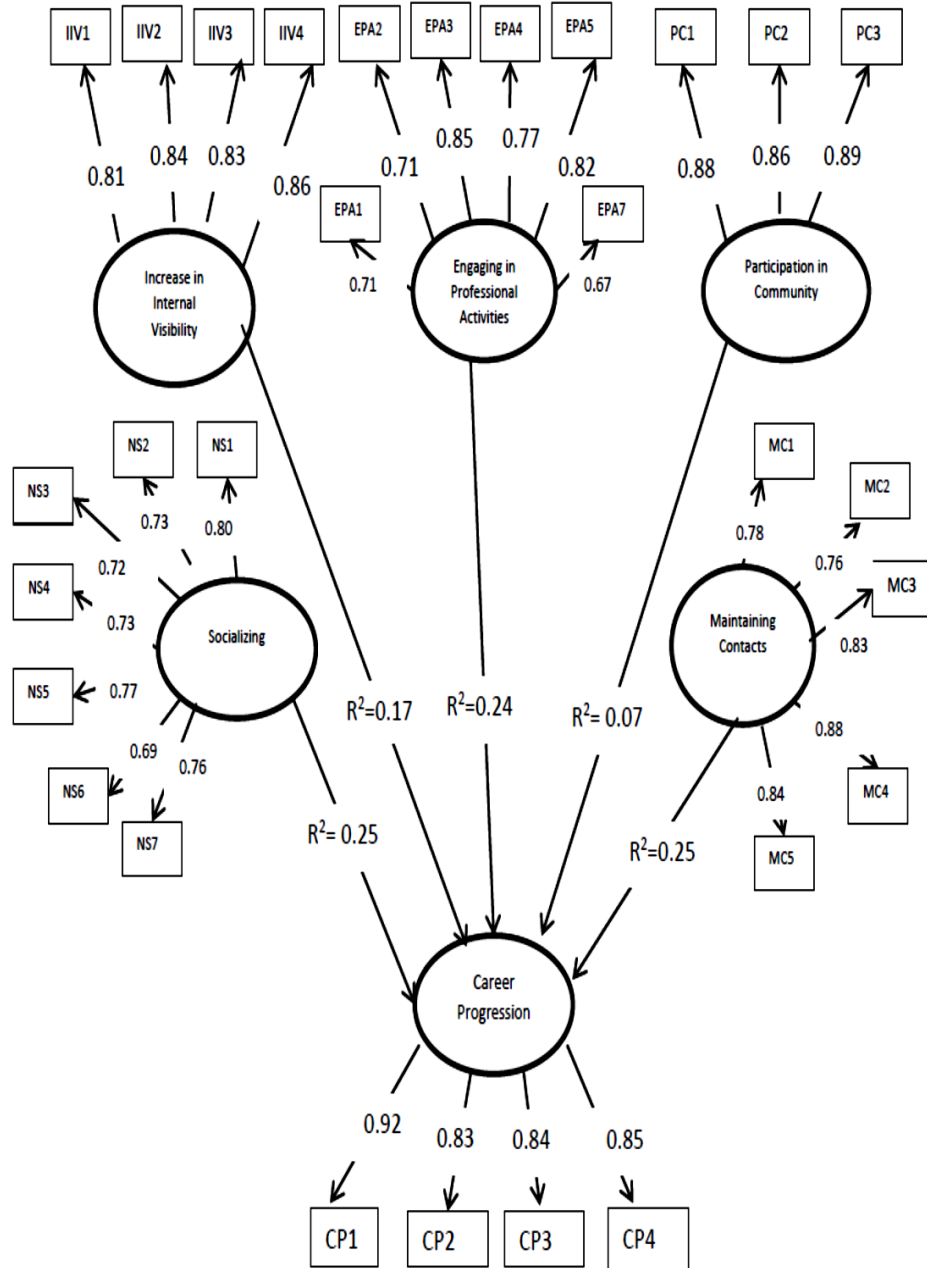 IIV1
IIV2
IIV3
IIV4
EPA2
EPA3
EPA4
EPA5
PC1
PC2
PC3
0.81
0.84
0.83
0.86
0.71
0.85
0.77
0.82
0.88
0.86
0.89
EPA1
EPA7
0.71
0.67
Increase in
Internal
Visibility
Engaging in
Professional
Activities
Participation in
Community
NS2
NS1
NS3
NS4
NS5
NS6
NS7
0.73
0.80
0.72
0.73
0.77
0.69
0.76
Socializing
MC1
MC2
MC3
MC4
MC5
0.78
0.76
0.83
0.88
0.84
Maintaining
Contacts
R²=0.17
R²=0.24
R²= 0.07
R²= 0.25
R²=0.25
Career
Progression
0.92
0.83
0.84
0.85
CP1
CP2
CP3
CP4